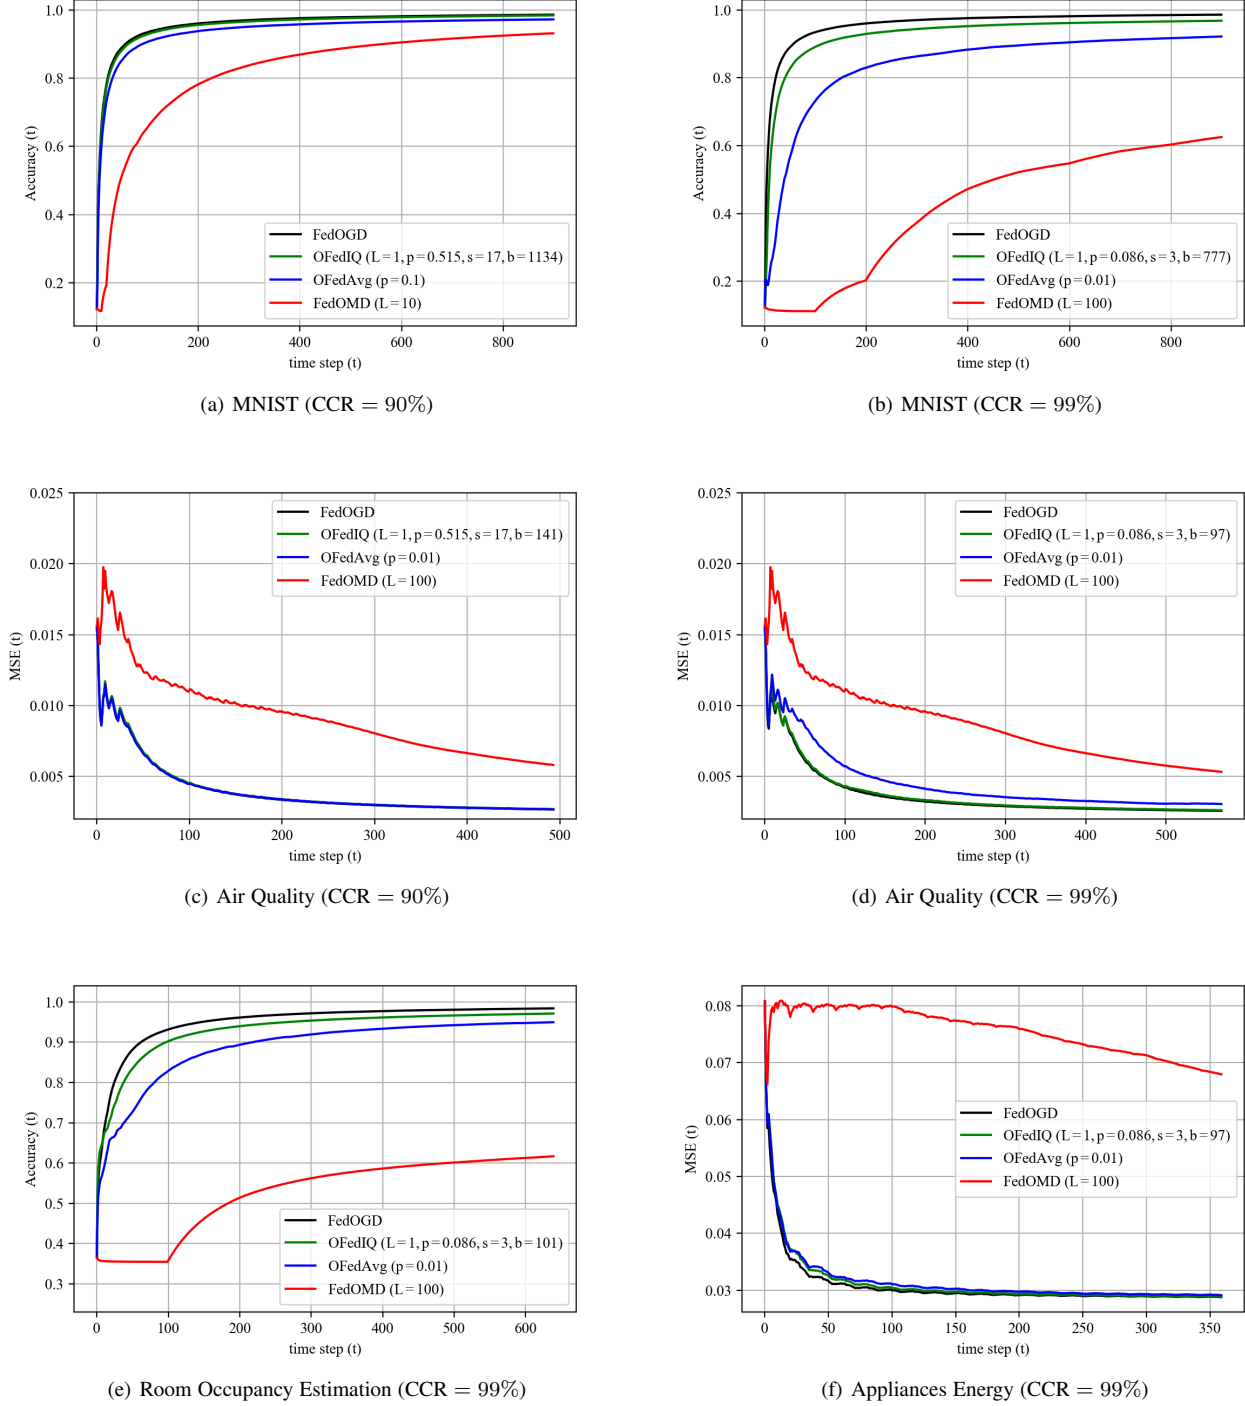 1.0
0.8
0.6
0.4
0.2
Accuracy (t)
FedOGD
OFedIQ (L=1, p=0.515, s=17, b=1134)
OFedAvg (p=0.1)
FedOMD (L=10)
0 200 400 600 800
time step (t)
(a) MNIST (CCR = 90%)
1.0
0.8
0.6
0.4
0.2
Accuracy (t)
FedOGD
OFedIQ (L=1, p=0.086, s=3, b=777)
OFedAvg (p=0.01)
FedOMD (L=100)
0 200 400 600 800
time step (t)
(b) MNIST (CCR = 99%)
0.025
0.020
0.015
0.010
0.005
MSE (t)
FedOGD
OFedIQ (L=1, p=0.515, s=17, b=141)
OFedAvg (p=0.01)
FedOMD (L=100)
0 100 200 300 400 500
time step (t)
(c) Air Quality (CCR = 90%)
0.025
0.020
0.015
0.010
0.005
MSE (t)
FedOGD
OFedIQ (L=1, p=0.086, s=3, b=97)
OFedAvg (p=0.01)
FedOMD (L=100)
0 100 200 300 400 500
time step (t)
(d) Air Quality (CCR = 99%)
1.0
0.9
0.8
0.7
0.6
0.5
0.4
0.3
Accuracy (t)
FedOGD
OFedIQ (L=1, p=0.086, s=3, b=101)
OFedAvg (p=0.01)
FedOMD (L=100)
0 100 200 300 400 500 600
time step (t)
(e) Room Occupancy Estimation (CCR = 99%)
0.08
0.07
0.06
0.05
0.04
0.03
MSE (t)
FedOGD
OFedIQ (L=1, p=0.086, s=3, b=97)
OFedAvg (p=0.01)
FedOMD (L=100)
0 50 100 150 200 250 300 350
time step (t)
(f) Appliances Energy (CCR = 99%)